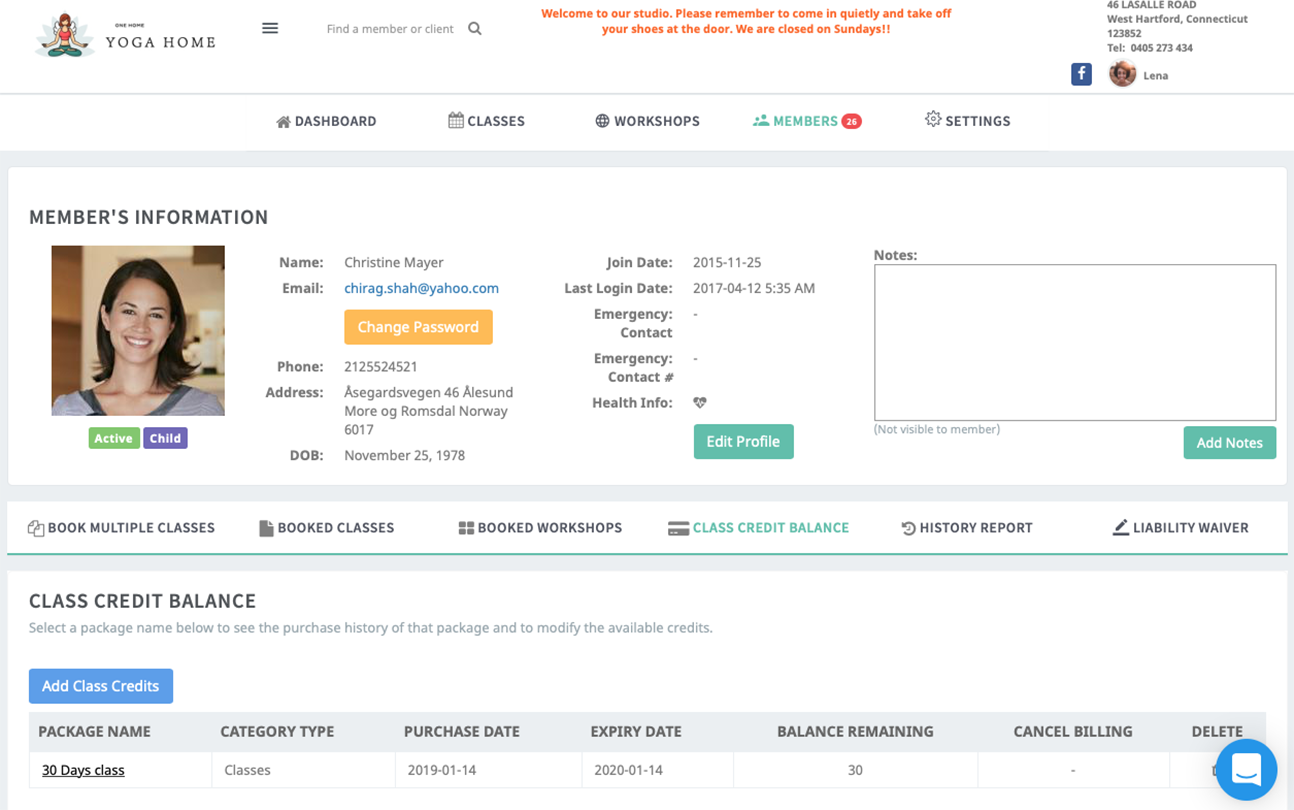 ONE HOME
YOGA HOME
Find a member or client
Welcome to our studio. Please remember to come in quietly and take off
your shoes at the door. We are closed on Sundays!!
46 LASALLE ROAD
West Hartford, Connecticut
123852
Tel: 0405 273 434
f
Lena
DASHBOARD
CLASSES
WORKSHOPS
MEMBERS 26
SETTINGS
MEMBER'S INFORMATION
Active Child
Name: Christine Mayer
Email: chirag.shah@yahoo.com
Change Password
Phone: 2125524521
Address: Åsegardsvegen 46 Ålesund
More og Romsdal Norway
6017
DOB: November 25, 1978
Join Date: 2015-11-25
Last Login Date: 2017-04-12 5:35 AM
Emergency: -
Contact
Emergency: -
Contact #
Health Info:
Edit Profile
Notes:
(Not visible to member)
Add Notes
BOOK MULTIPLE CLASSES
BOOKED CLASSES
BOOKED WORKSHOPS
CLASS CREDIT BALANCE
HISTORY REPORT
LIABILITY WAIVER
CLASS CREDIT BALANCE
Select a package name below to see the purchase history of that package and to modify the available credits.
Add Class Credits
PACKAGE NAME CATEGORY TYPE PURCHASE DATE EXPIRY DATE BALANCE REMAINING CANCEL BILLING DELETE
30 Days class Classes 2019-01-14 2020-01-14 30 -